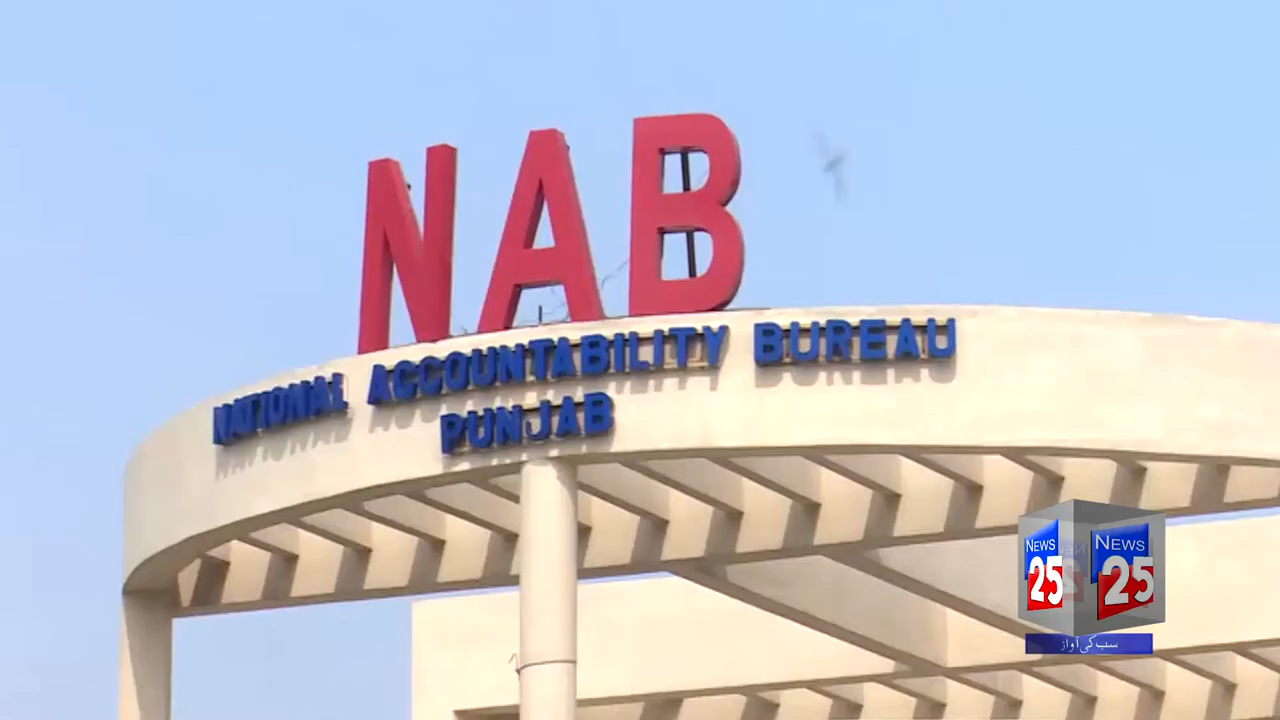 NAB
NATIONAL ACCOUNTABILITY BUREAU
PUNJAB
NEWS
25
NEWS
25
سب کی آواز